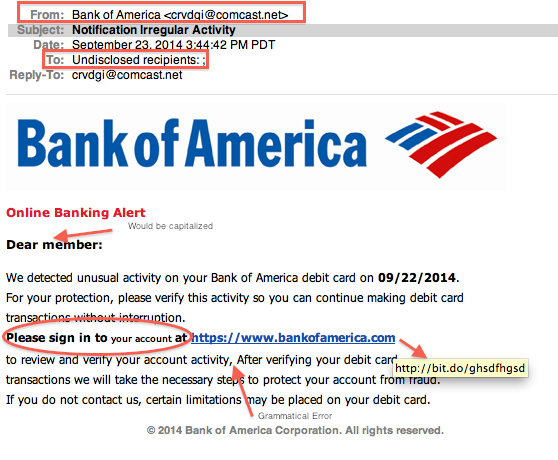 From: Bank of America <crvdgi@comcast.net>
Subject: Notification Irregular Activity
Date: September 23, 2014 3:44:42 PM PDT
To: Undisclosed recipients: ;
Reply-To: crvdgi@comcast.net
Bank of America
Online Banking Alert
Would be capitalized
Dear member:
We detected unusual activity on your Bank of America debit card on 09/22/2014.
For your protection, please verify this activity so you can continue making debit card
transactions without interruption.
Please sign in to your account at https://www.bankofamerica.com
to review and verify your account activity, After verifying your debit card
http://bit.do/ghsdfhgsd
transactions we will take the necessary steps to protect your account from fraud.
If you do not contact us, certain limitations may be placed on your debit card.
Grammatical Error
© 2014 Bank of America Corporation. All rights reserved.